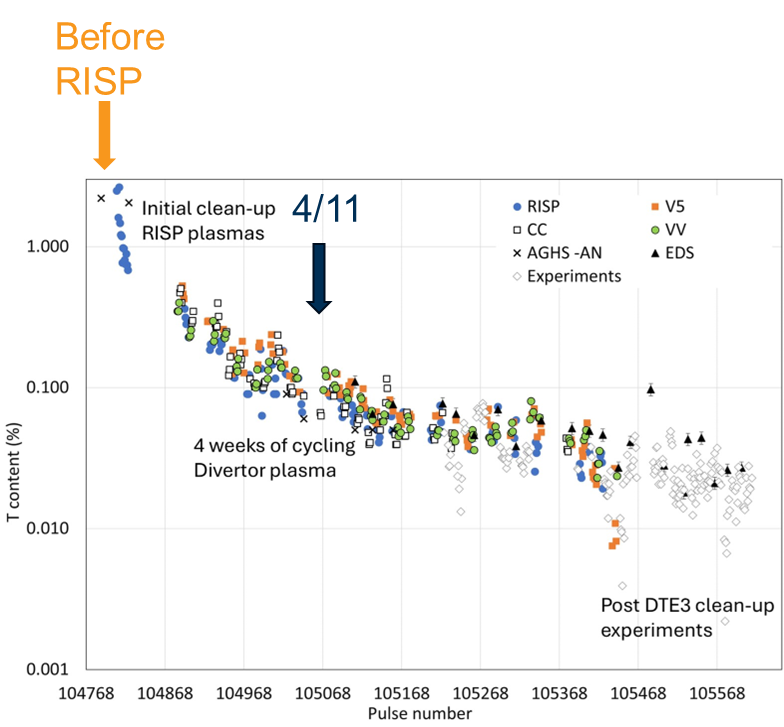 Before
RISP
Initial clean-up
RISP plasmas
4/11
RISP
V5
CC
VV
AGHS -AN
EDS
Experiments
1.000
0.100
0.010
0.001
T content (%)
4 weeks of cycling
Divertor plasma
Post DTE3 clean-up
experiments
104768 104868 104968 105068 105168 105268 105368 105468 105568
Pulse number